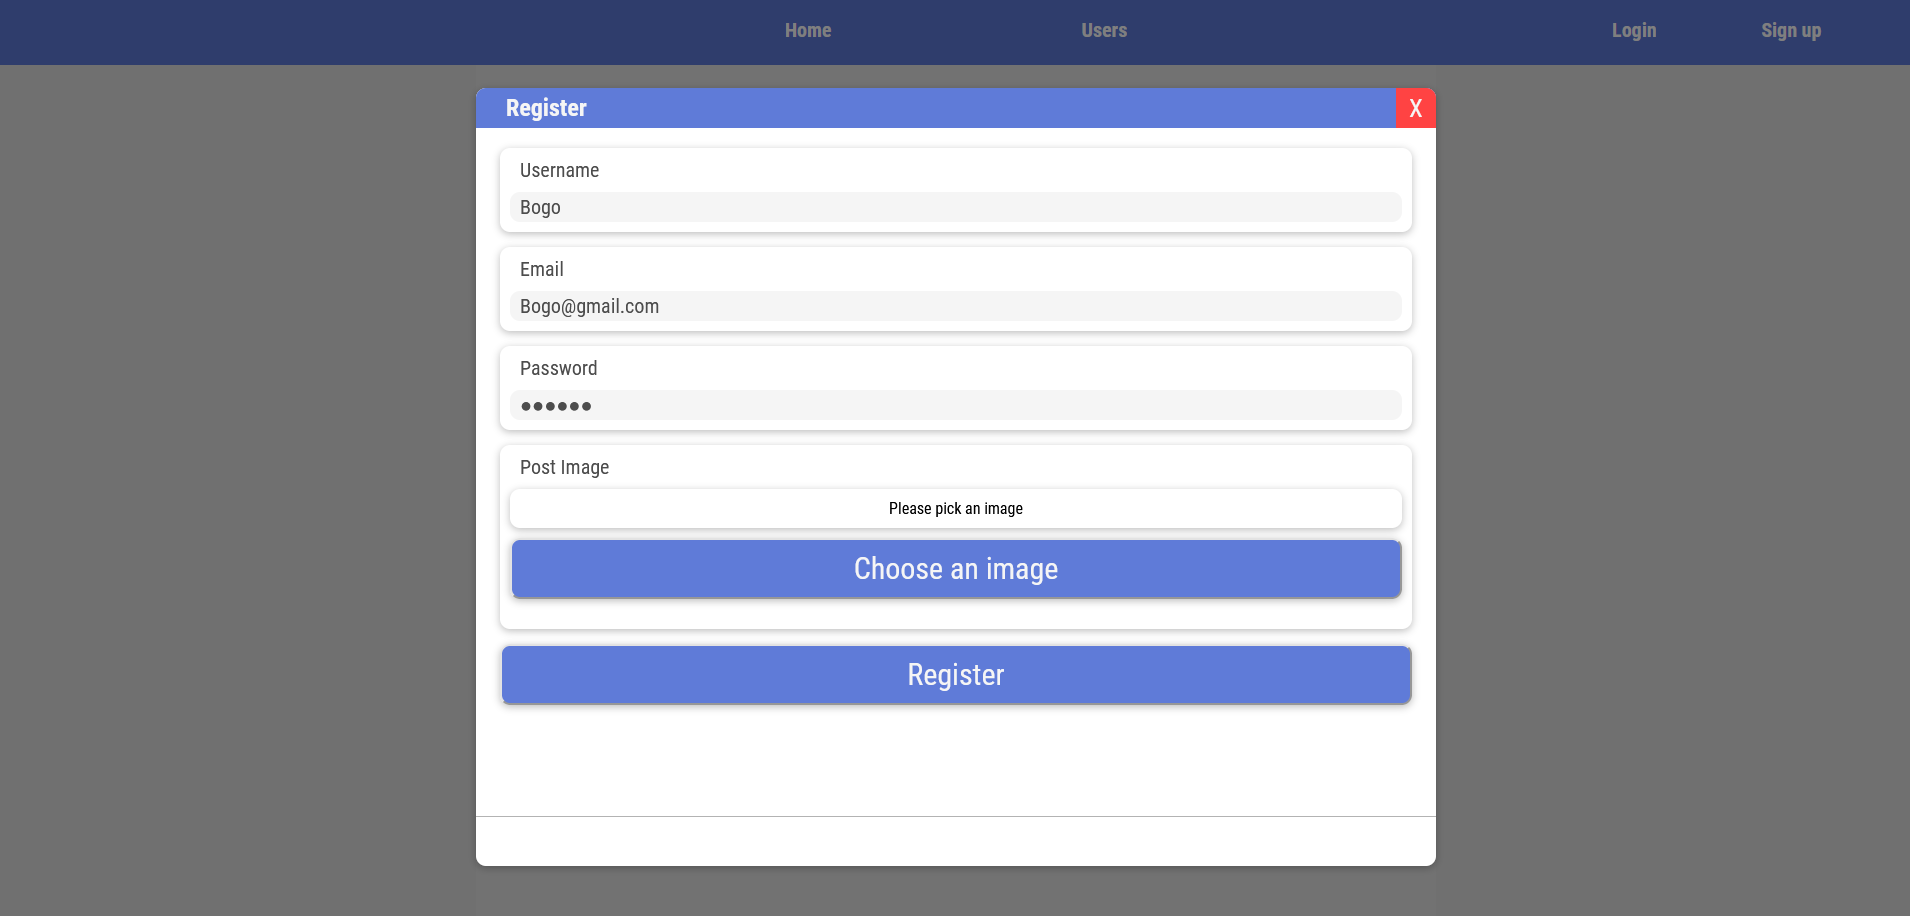 Home Users Login Sign up
Register X
Username
Bogo
Email
Bogo@gmail.com
Password
●●●●●●
Post Image
Please pick an image
Choose an image
Register